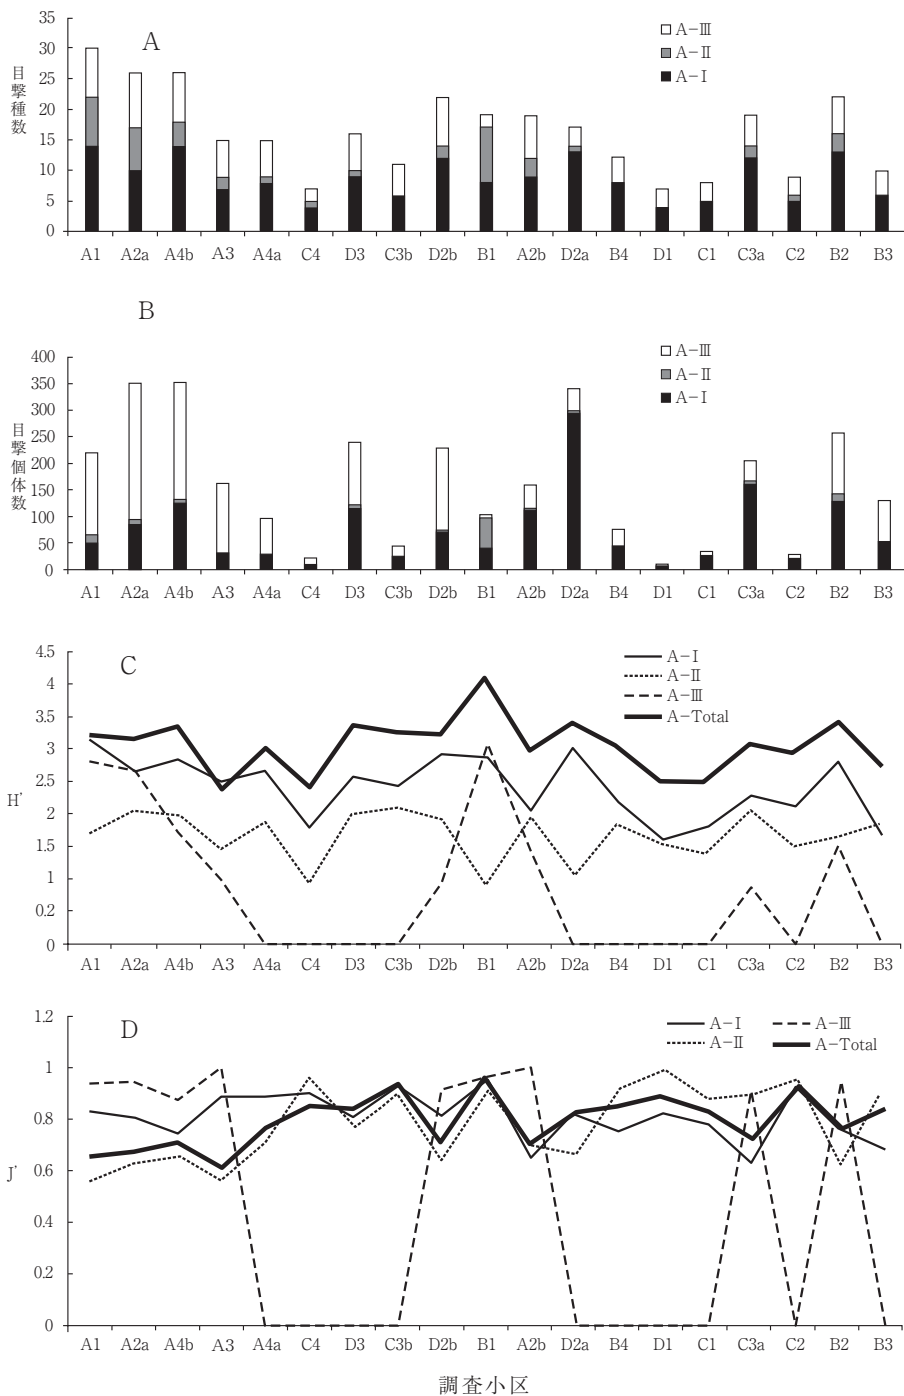 A
目撃種数
35
30
25
20
15
10
5
0
A-Ⅲ
A-Ⅱ
A-Ⅰ
A1 A2a A4b A3 A4a C4 D3 C3b D2b B1 A2b D2a B4 D1 C1 C3a C2 B2 B3
B
目撃個体数
400
350
300
250
200
150
100
50
0
A-Ⅲ
A-Ⅱ
A-Ⅰ
A1 A2a A4b A3 A4a C4 D3 C3b D2b B1 A2b D2a B4 D1 C1 C3a C2 B2 B3
C
H'
4.5
4
3.5
3
2.5
2
1.5
1
0.2
0
A-Ⅰ
A-Ⅱ
A-Ⅲ
A-Total
A1 A2a A4b A3 A4a C4 D3 C3b D2b B1 A2b D2a B4 D1 C1 C3a C2 B2 B3
D
J'
1.2
1
0.8
0.6
0.4
0.2
0
A-Ⅰ A-Ⅲ
A-Ⅱ A-Total
A1 A2a A4b A3 A4a C4 D3 C3b D2b B1 A2b D2a B4 D1 C1 C3a C2 B2 B3
調査小区